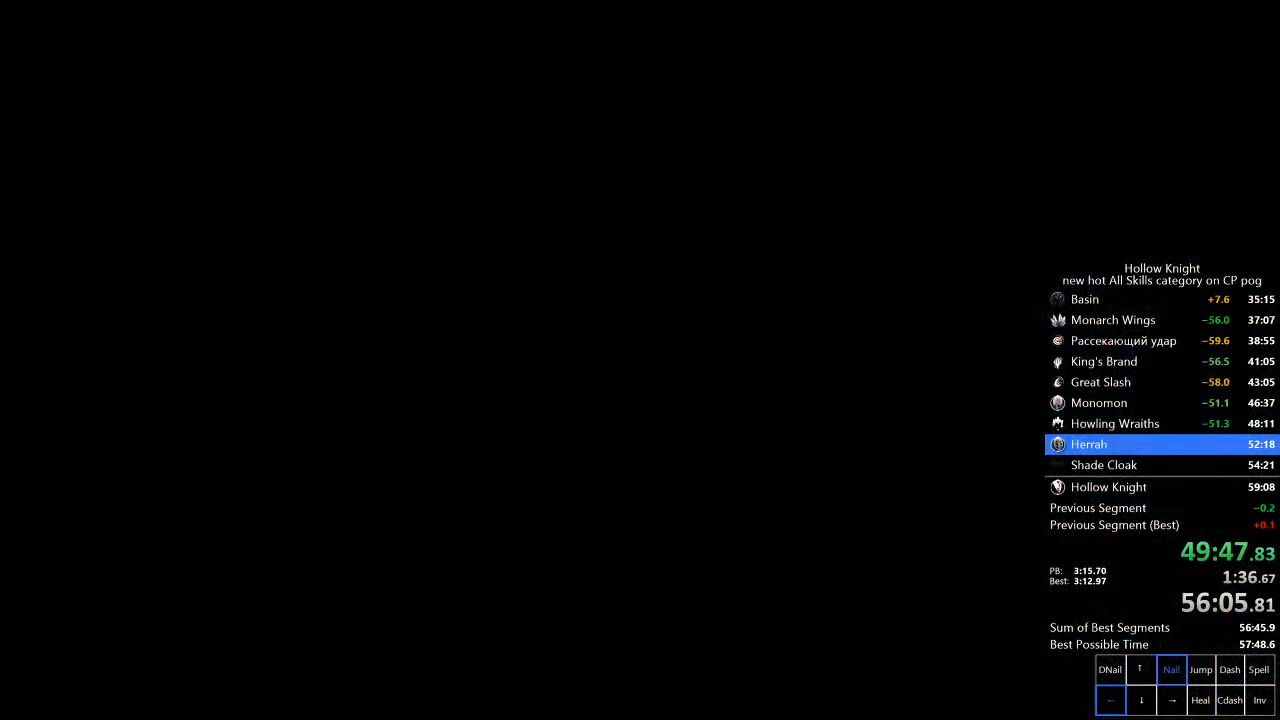 Hollow Knight
new hot All Skills category on CP pog
Basin +7.6 35:15
Monarch Wings −56.0 37:07
Рассекающий удар −59.6 38:55
King's Brand −56.5 41:05
Great Slash −58.0 43:05
Monomon −51.1 46:37
Howling Wraiths −51.3 48:11
Herrah 52:18
Shade Cloak 54:21
Hollow Knight 59:08
Previous Segment −0.2
Previous Segment (Best) +0.1
49:47.83
PB: 3:15.70
Best: 3:12.97
1:36.67
56:05.81
Sum of Best Segments 56:45.9
Best Possible Time 57:48.6
DNail ↑ Nail Jump Dash Spell
← ↓ → Heal Cdash Inv